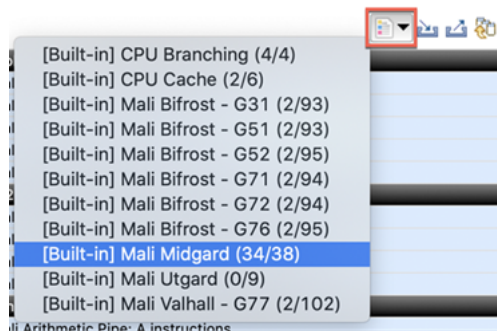 [Built-in] CPU Branching (4/4)
[Built-in] CPU Cache (2/6)
[Built-in] Mali Bifrost - G31 (2/93)
[Built-in] Mali Bifrost - G51 (2/93)
[Built-in] Mali Bifrost - G52 (2/95)
[Built-in] Mali Bifrost - G71 (2/94)
[Built-in] Mali Bifrost - G72 (2/94)
[Built-in] Mali Bifrost - G76 (2/95)
[Built-in] Mali Midgard (34/38)
[Built-in] Mali Utgard (0/9)
[Built-in] Mali Valhall - G77 (2/102)
Arithmetic Pipe: A instructions